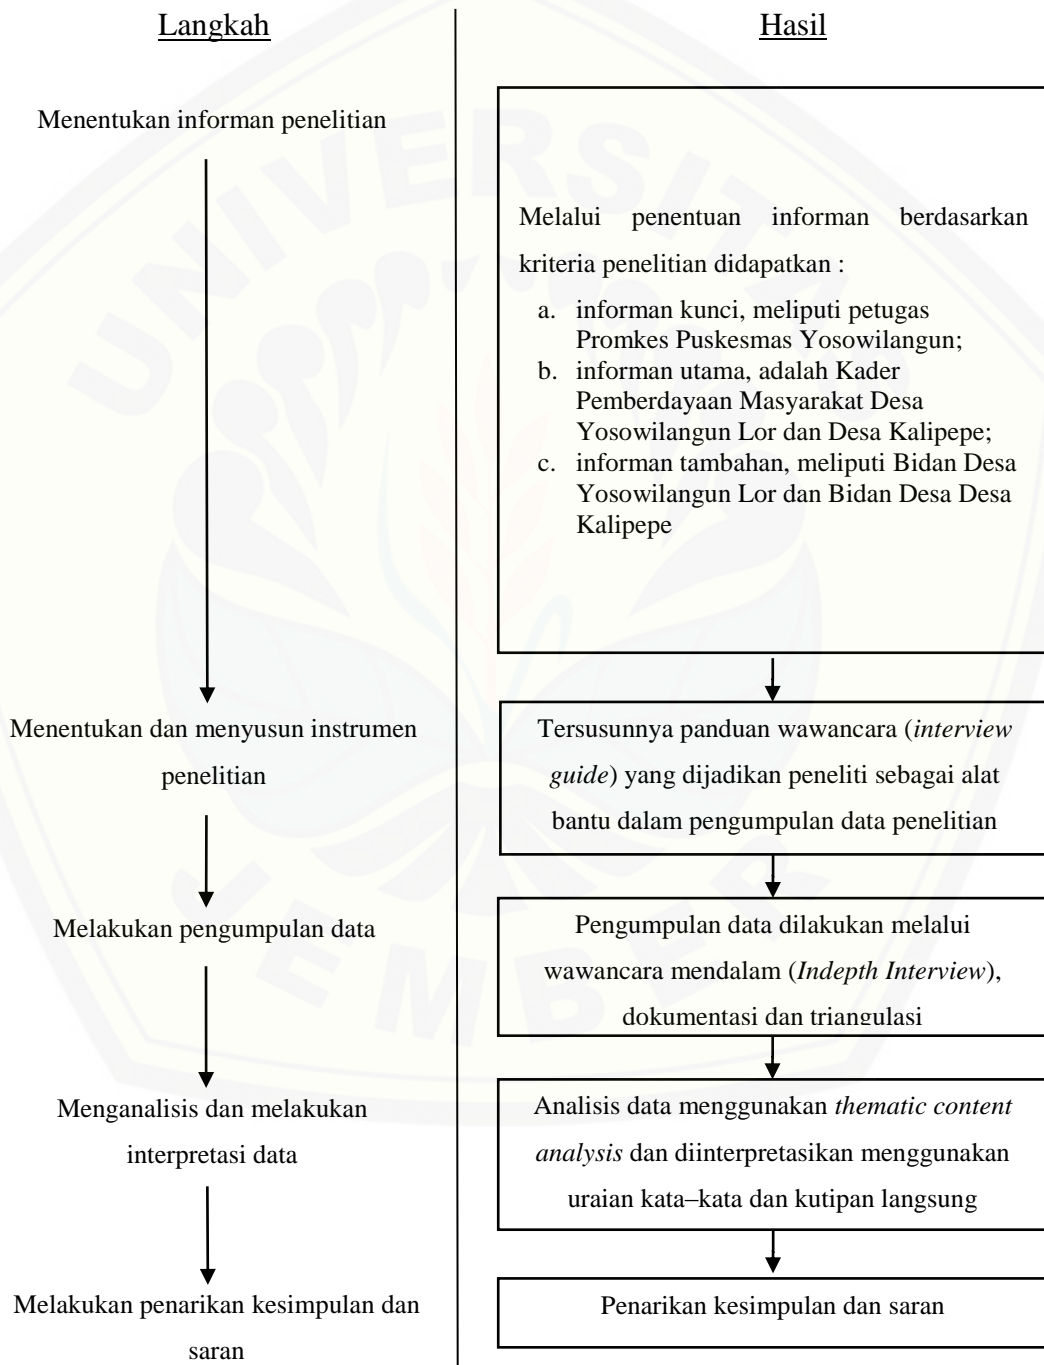 Langkah
Hasil
Menentukan informan penelitian
Melalui penentuan informan berdasarkan
kriteria penelitian didapatkan :
a. informan kunci, meliputi petugas
Promkes Puskesmas Yosowilangun;
b. informan utama, adalah Kader
Pemberdayaan Masyarakat Desa
Yosowilangun Lor dan Desa Kalipepe;
c. informan tambahan, meliputi Bidan Desa
Yosowilangun Lor dan Bidan Desa Desa
Kalipepe
Menentukan dan menyusun instrumen
penelitian
Tersusunnya panduan wawancara (interview
guide) yang dijadikan peneliti sebagai alat
bantu dalam pengumpulan data penelitian
Melakukan pengumpulan data
Pengumpulan data dilakukan melalui
wawancara mendalam (Indepth Interview),
dokumentasi dan triangulasi
Menganalisis dan melakukan
interpretasi data
Analisis data menggunakan thematic content
analysis dan diinterpretasikan menggunakan
uraian kata–kata dan kutipan langsung
Melakukan penarikan kesimpulan dan
saran
Penarikan kesimpulan dan saran
UNIVERSITAS
JEMBER